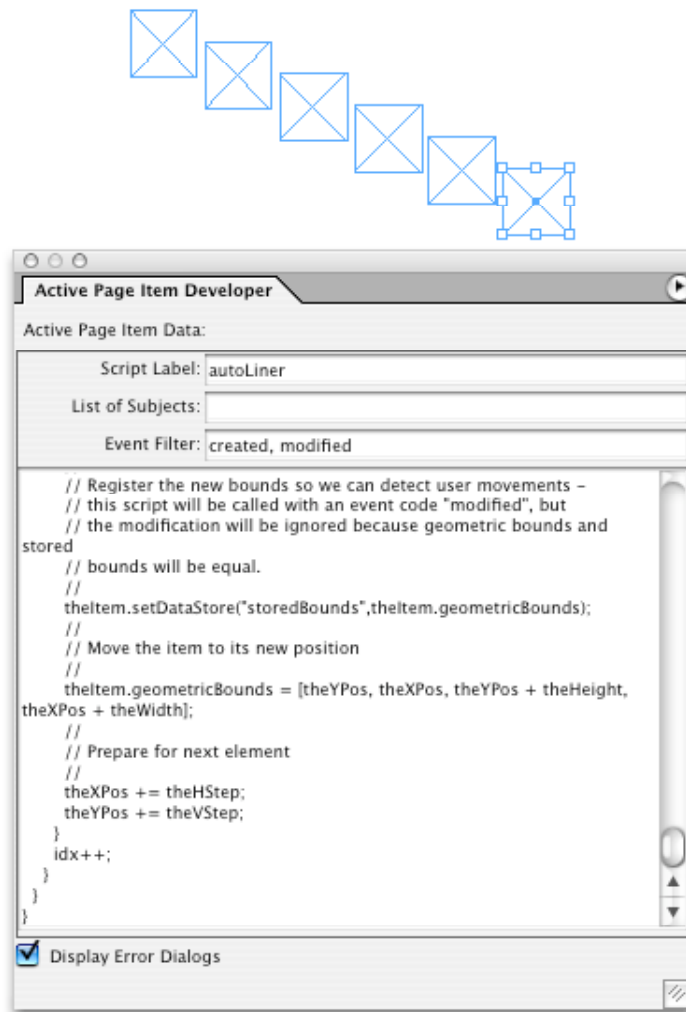 Active Page Item Developer
Active Page Item Data:
Script Label: autoLiner
List of Subjects:
Event Filter: created, modified
// Register the new bounds so we can detect user movements –
// this script will be called with an event code "modified", but
// the modification will be ignored because geometric bounds and
stored
// bounds will be equal.
//
theItem.setDataStore("storedBounds",theItem.geometricBounds);
//
// Move the item to its new position
//
theItem.geometricBounds = [theYPos, theXPos, theYPos + theHeight,
theXPos + theWidth];
//
// Prepare for next element
//
theXPos += theHStep;
theYPos += theVStep;
}
idx++;
}
}
}
Display Error Dialogs